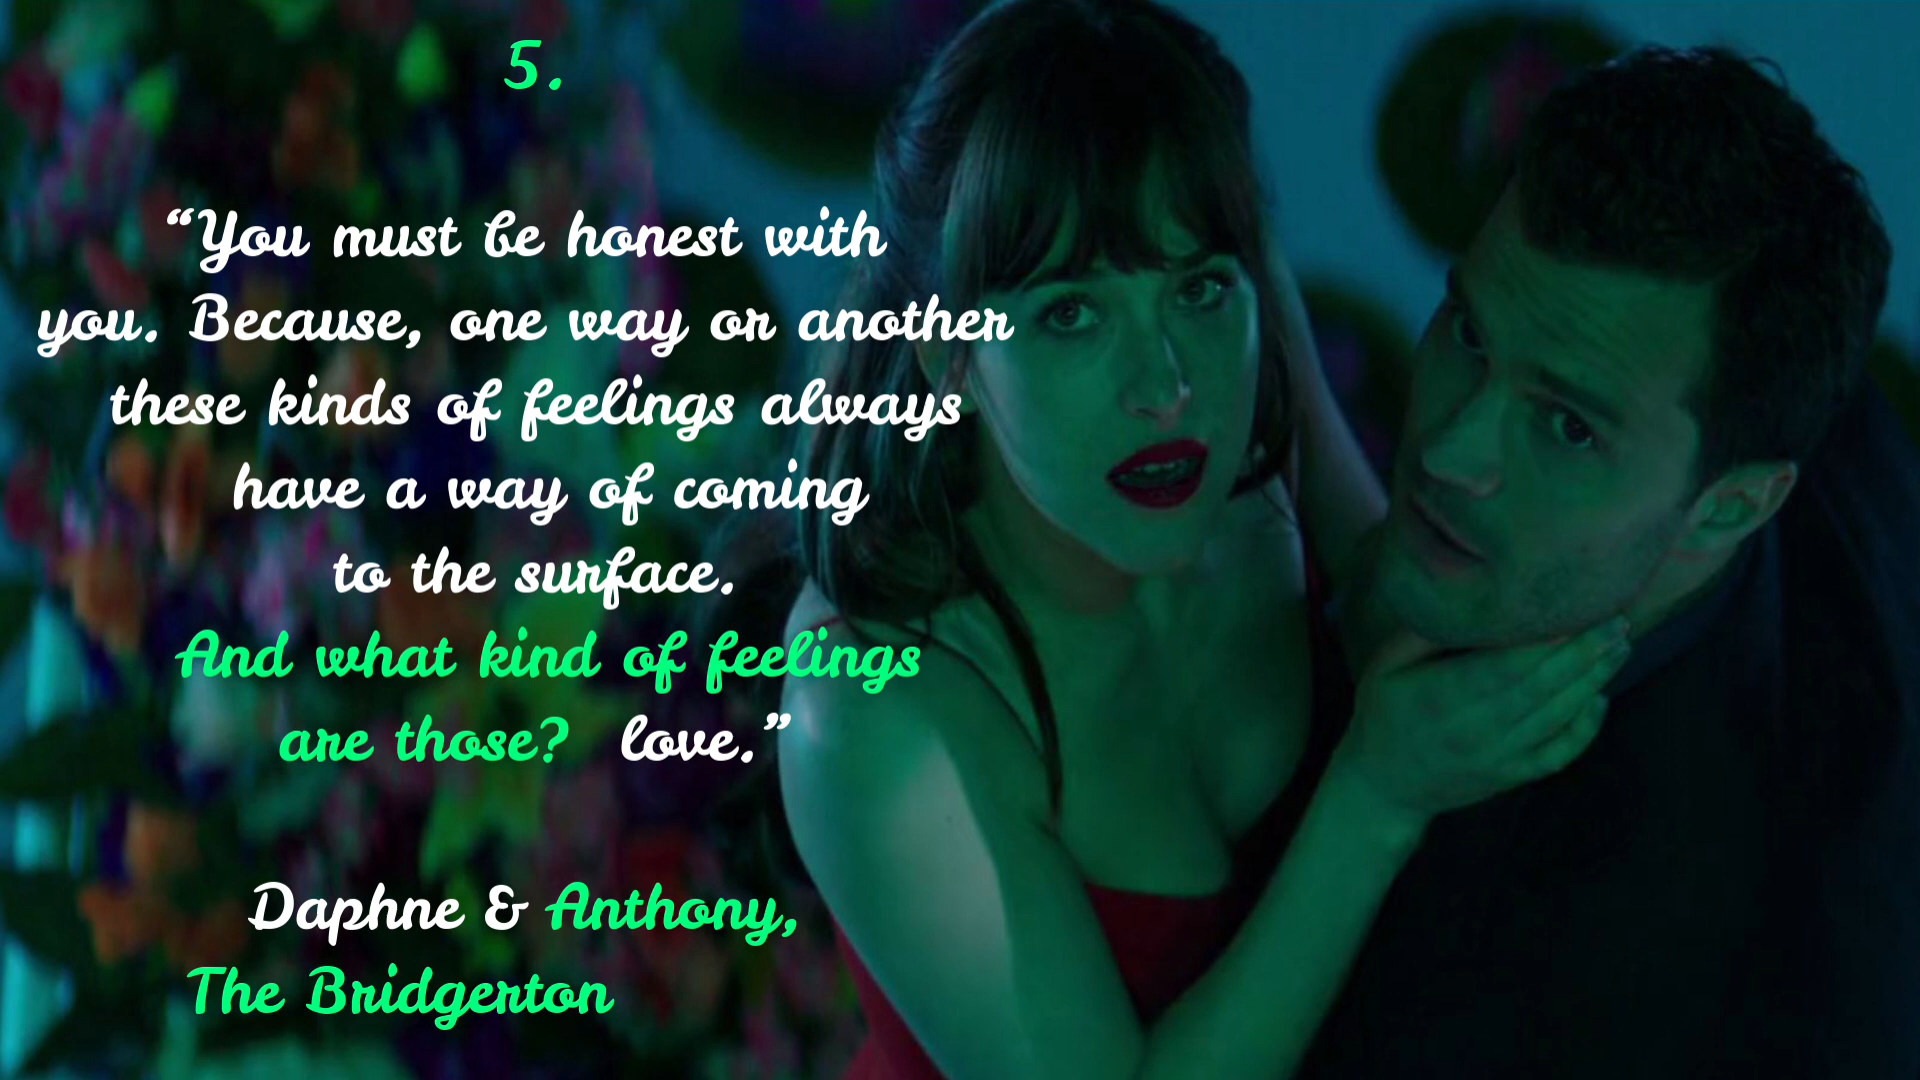 5.
“You must be honest with
you. Because, one way or another
these kinds of feelings always
have a way of coming
to the surface.
And what kind of feelings
are those? love.”
Daphne & Anthony,
The Bridgerton